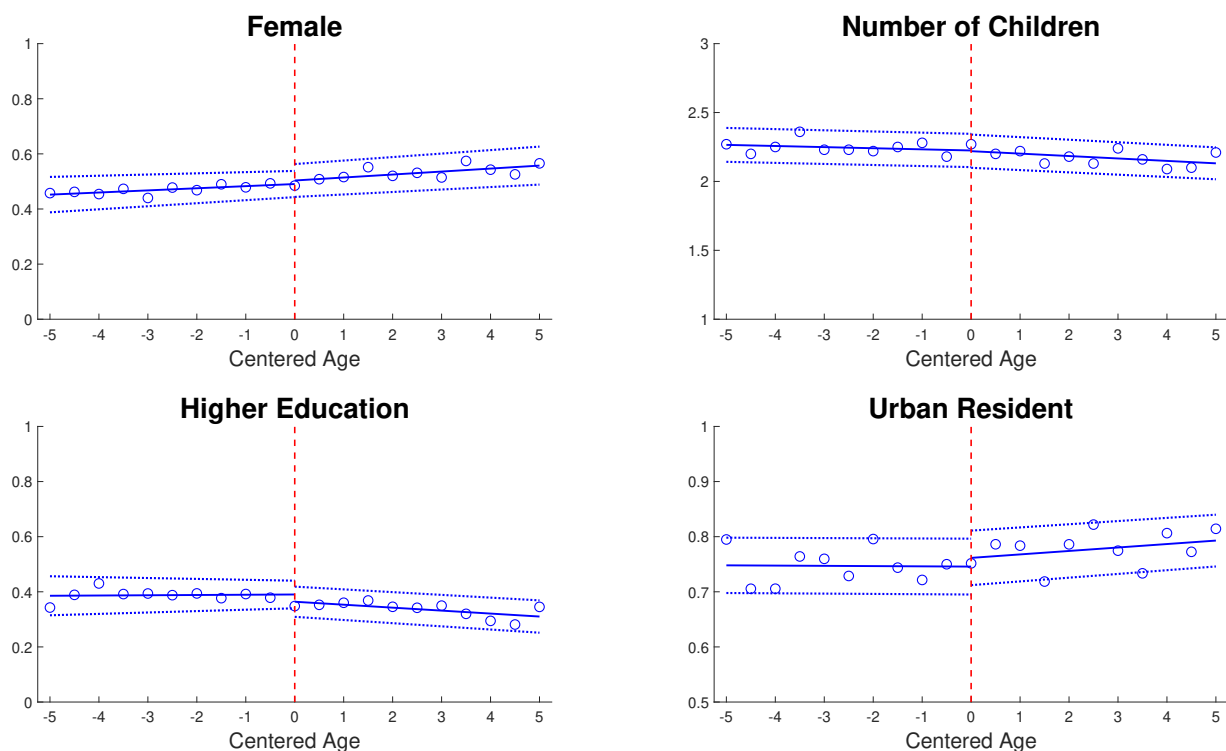 Female
1
0.8
0.6
0.4
0.2
0
-5 -4 -3 -2 -1 0 1 2 3 4 5
Centered Age
Number of Children
3
2.5
2
1.5
1
-5 -4 -3 -2 -1 0 1 2 3 4 5
Centered Age
Higher Education
1
0.8
0.6
0.4
0.2
0
-5 -4 -3 -2 -1 0 1 2 3 4 5
Centered Age
Urban Resident
1
0.9
0.8
0.7
0.6
0.5
-5 -4 -3 -2 -1 0 1 2 3 4 5
Centered Age